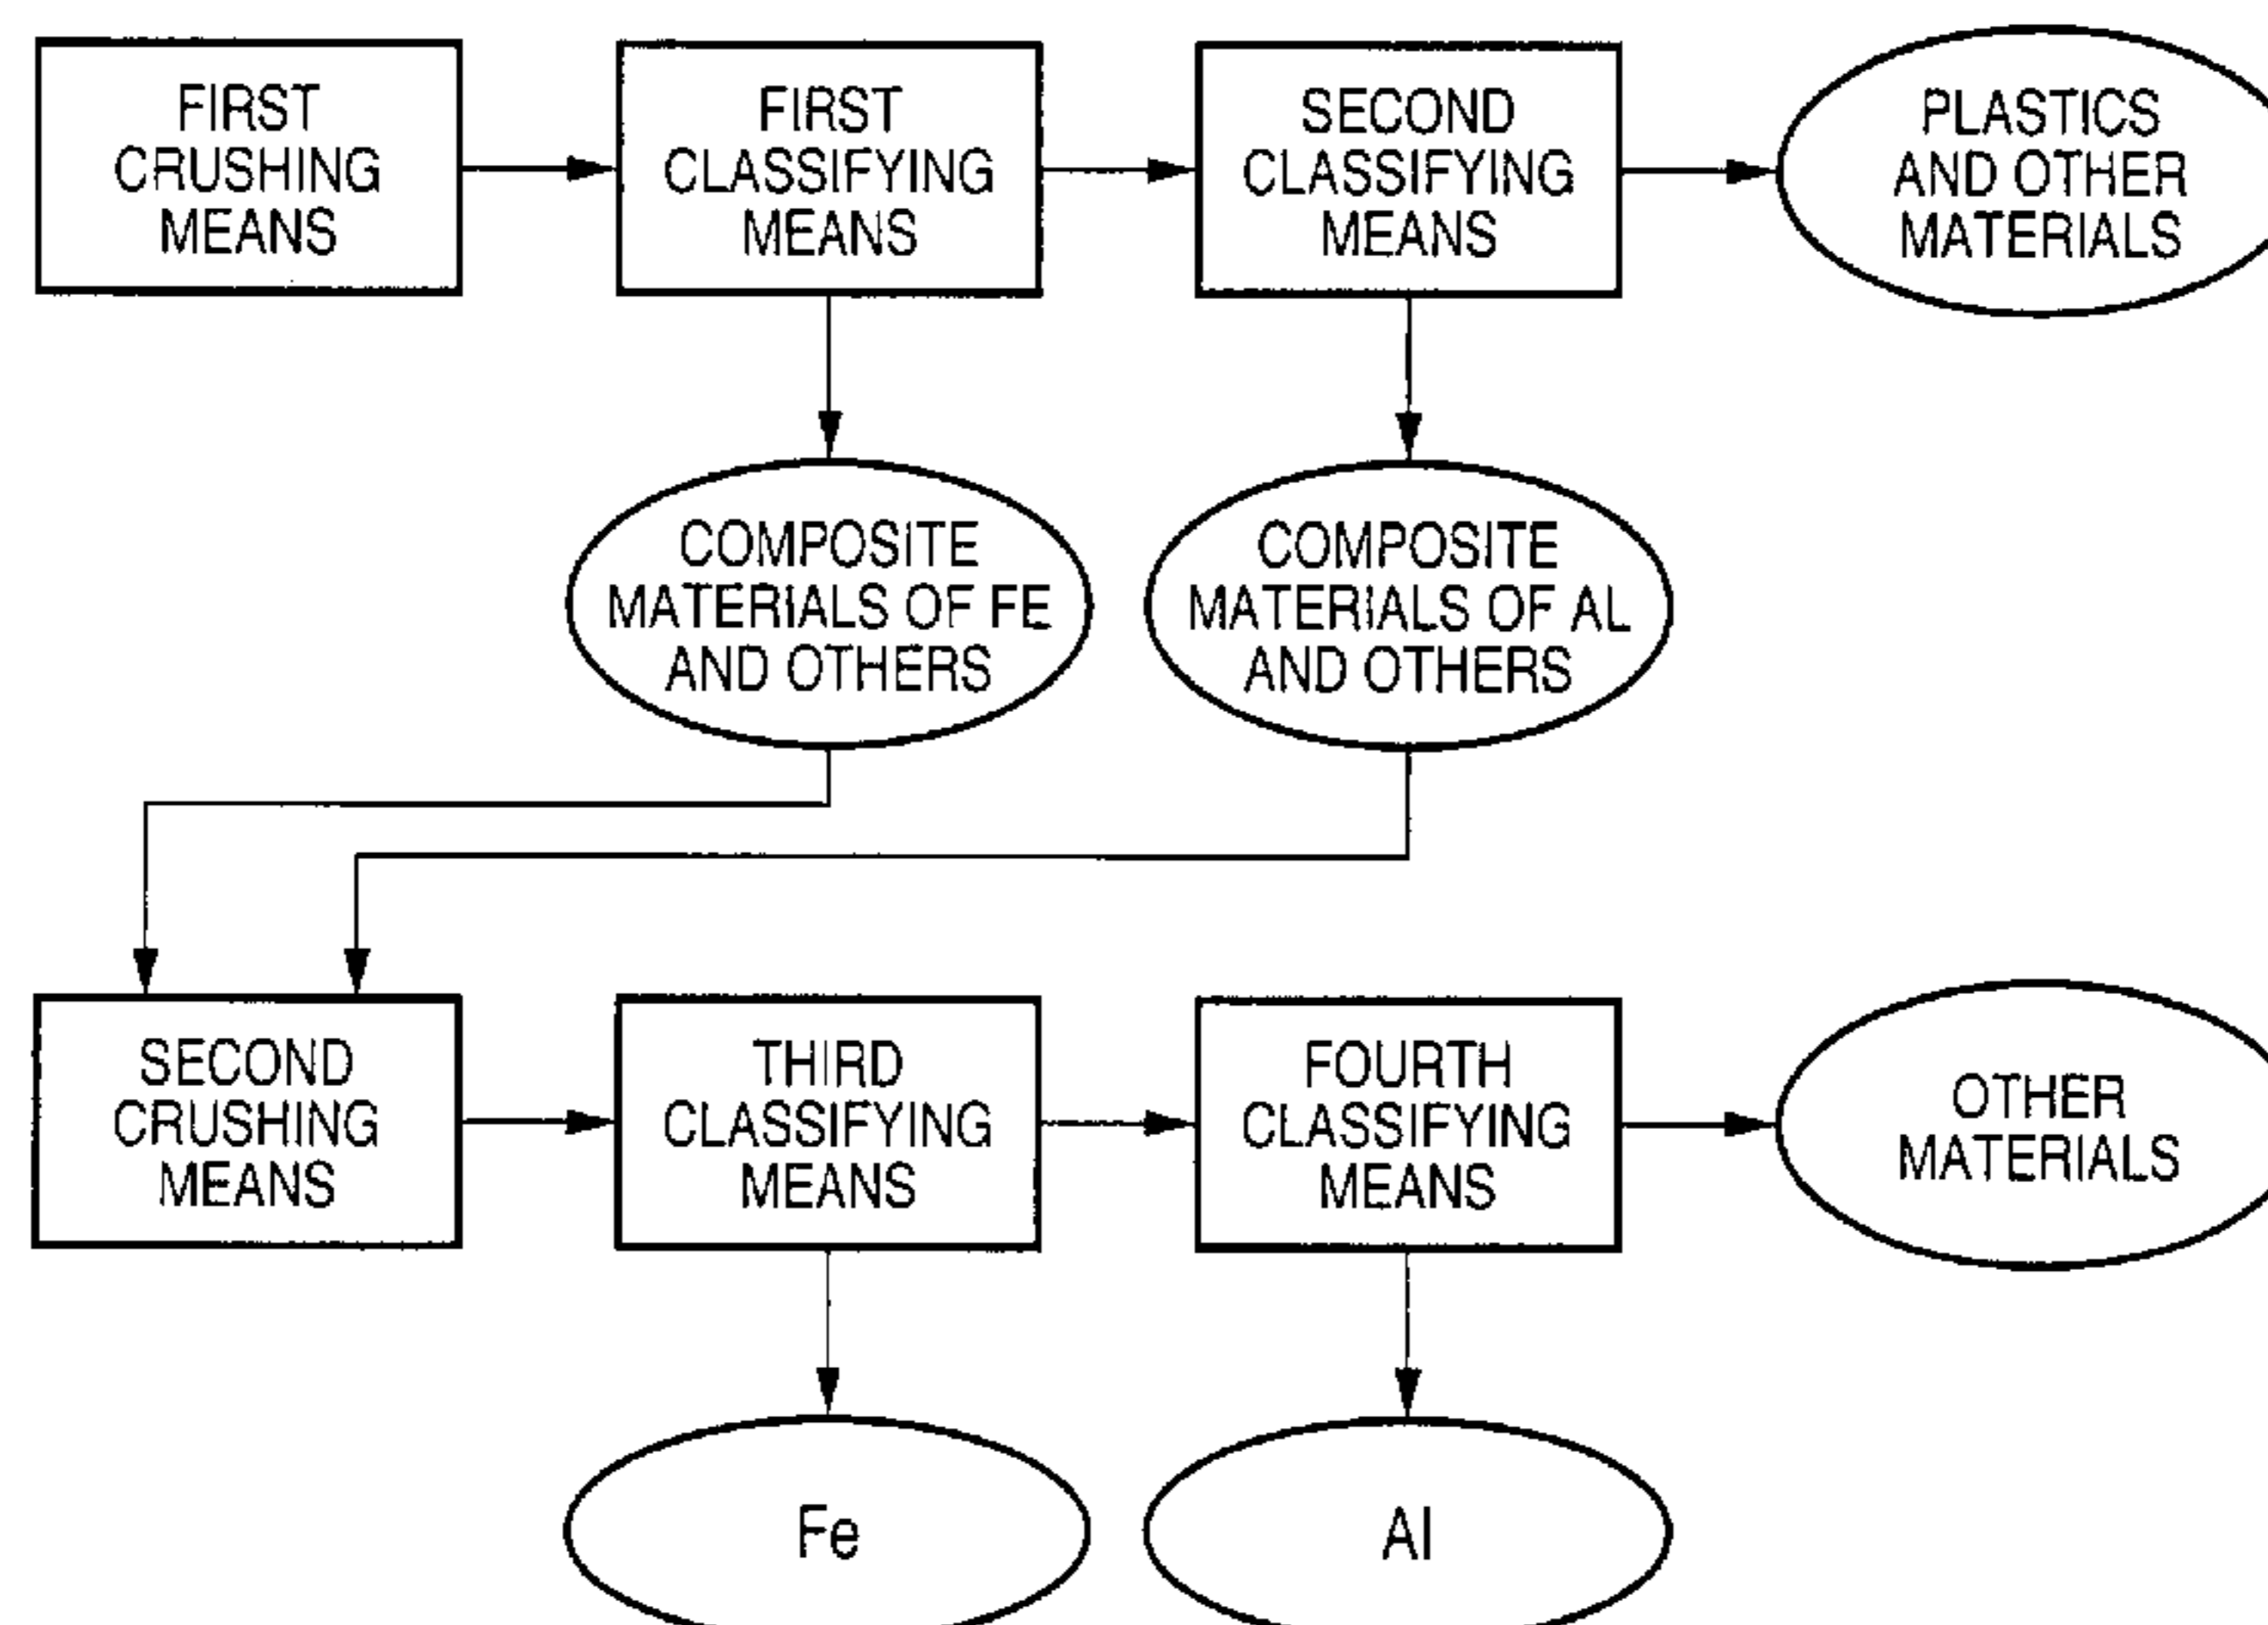 FIRST
CRUSHING
MEANS
FIRST
CLASSIFYING
MEANS
SECOND
CLASSIFYING
MEANS
PLASTICS
AND OTHER
MATERIALS
COMPOSITE
MATERIALS OF FE
AND OTHERS
COMPOSITE
MATERIALS OF AL
AND OTHERS
SECOND
CRUSHING
MEANS
THIRD
CLASSIFYING
MEANS
FOURTH
CLASSIFYING
MEANS
OTHER
MATERIALS
Fe
Al